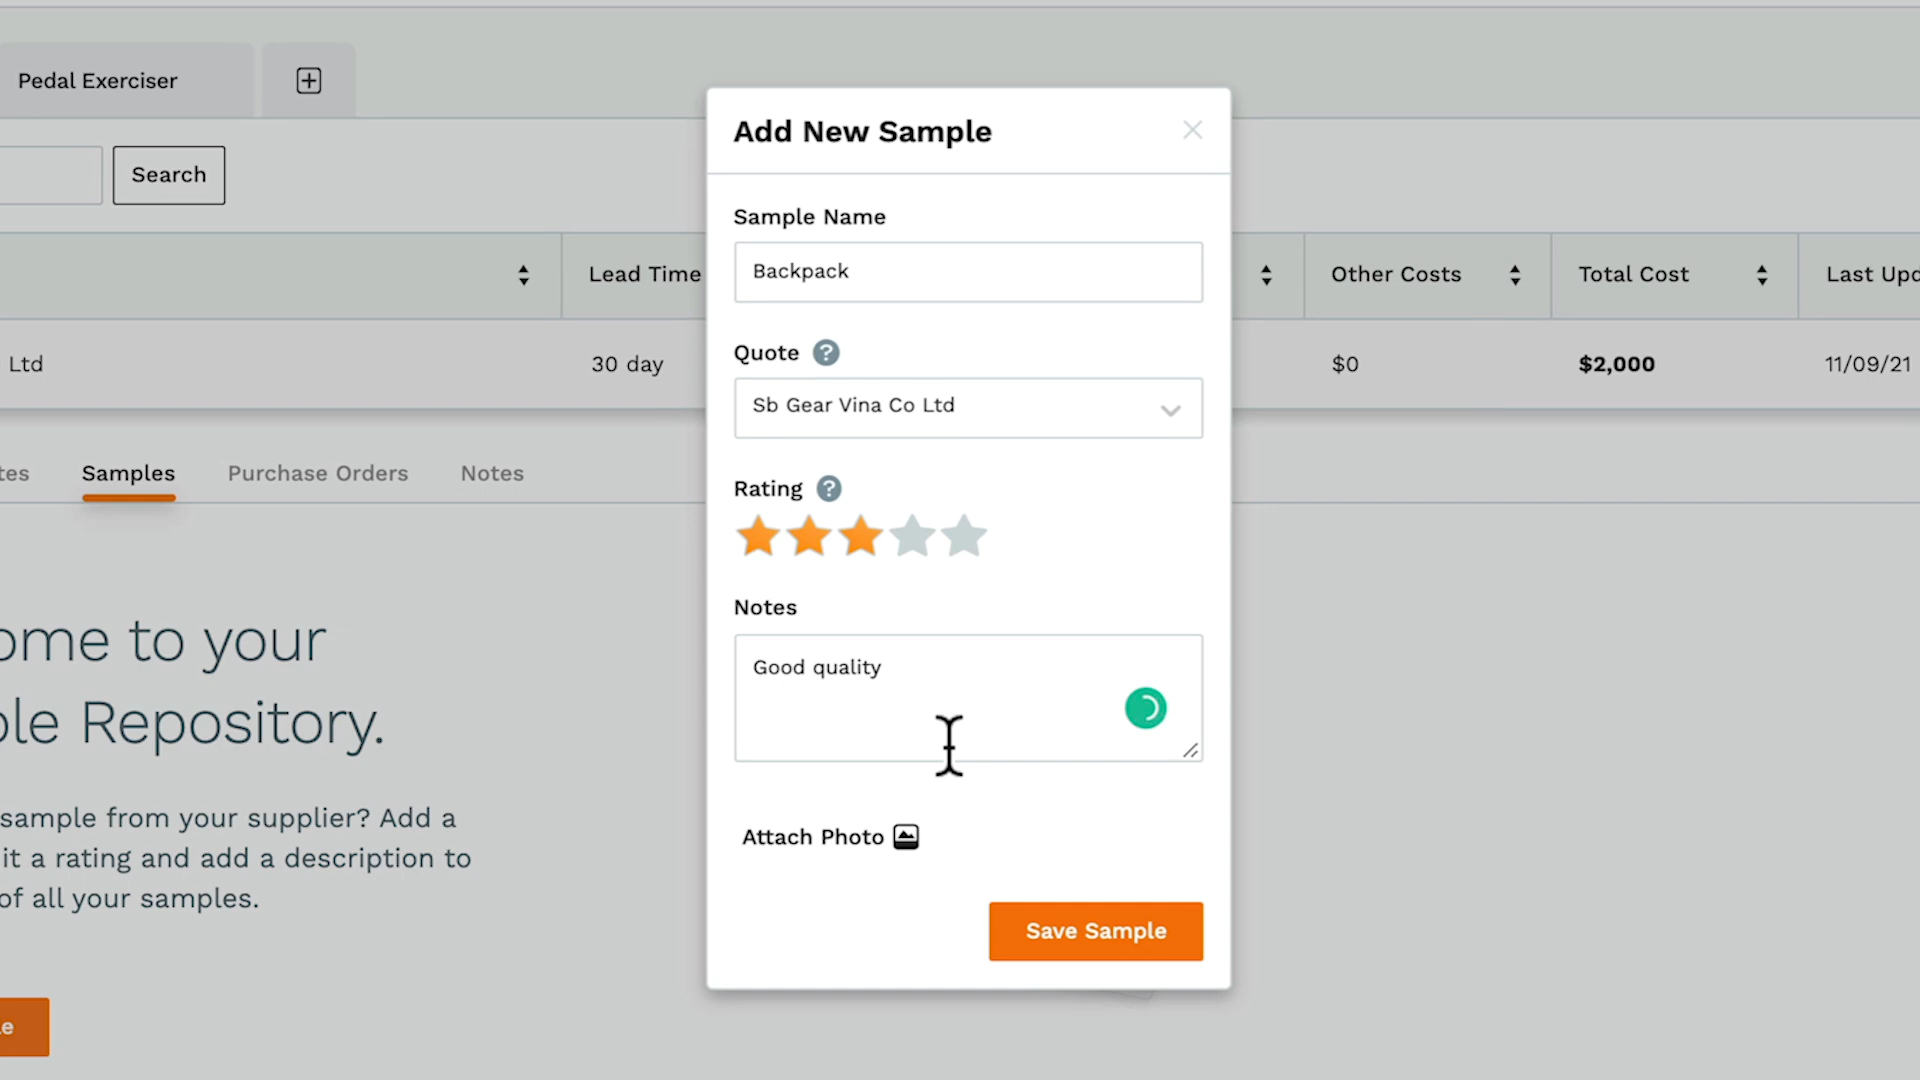 Pedal Exerciser
Search
Lead Time
Other Costs
Total Cost
Last Upd
Ltd
30 day
$0
$2,000
11/09/21
tes
Samples
Purchase Orders
Notes
ome to your
ple Repository.
sample from your supplier? Add a
it a rating and add a description to
of all your samples.
e
Add New Sample
Sample Name
Backpack
Quote ?
Sb Gear Vina Co Ltd
Rating ?
Notes
Good quality
Attach Photo
Save Sample